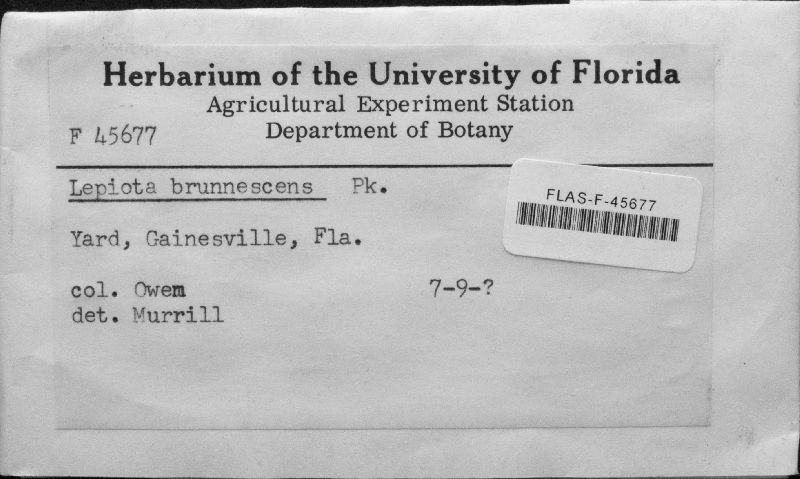 Herbarium of the University of Florida
Agricultural Experiment Station
Department of Botany
F 45677
Lepiota brunnescens Pk.
FLAS-F-45677
Yard, Gainesville, Fla.
col. Owem 7-9-?
det. Murrill